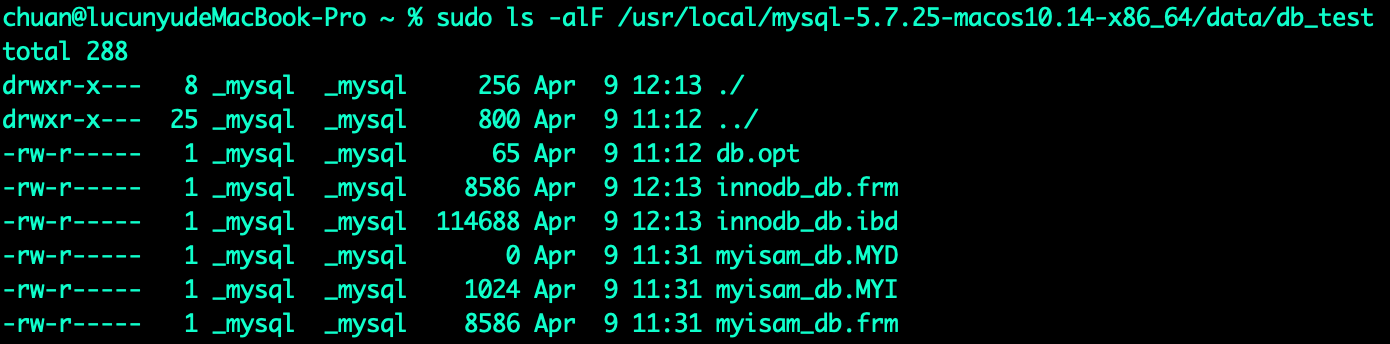 chuan@lucunyudeMacBook-Pro ~ % sudo ls -alF /usr/local/mysql-5.7.25-macos10.14-x86_64/data/db_test
total 288
drwxr-x---   8 _mysql  _mysql     256 Apr  9 12:13 ./
drwxr-x---  25 _mysql  _mysql     800 Apr  9 11:12 ../
-rw-r-----   1 _mysql  _mysql      65 Apr  9 11:12 db.opt
-rw-r-----   1 _mysql  _mysql    8586 Apr  9 12:13 innodb_db.frm
-rw-r-----   1 _mysql  _mysql  114688 Apr  9 12:13 innodb_db.ibd
-rw-r-----   1 _mysql  _mysql       0 Apr  9 11:31 myisam_db.MYD
-rw-r-----   1 _mysql  _mysql    1024 Apr  9 11:31 myisam_db.MYI
-rw-r-----   1 _mysql  _mysql    8586 Apr  9 11:31 myisam_db.frm